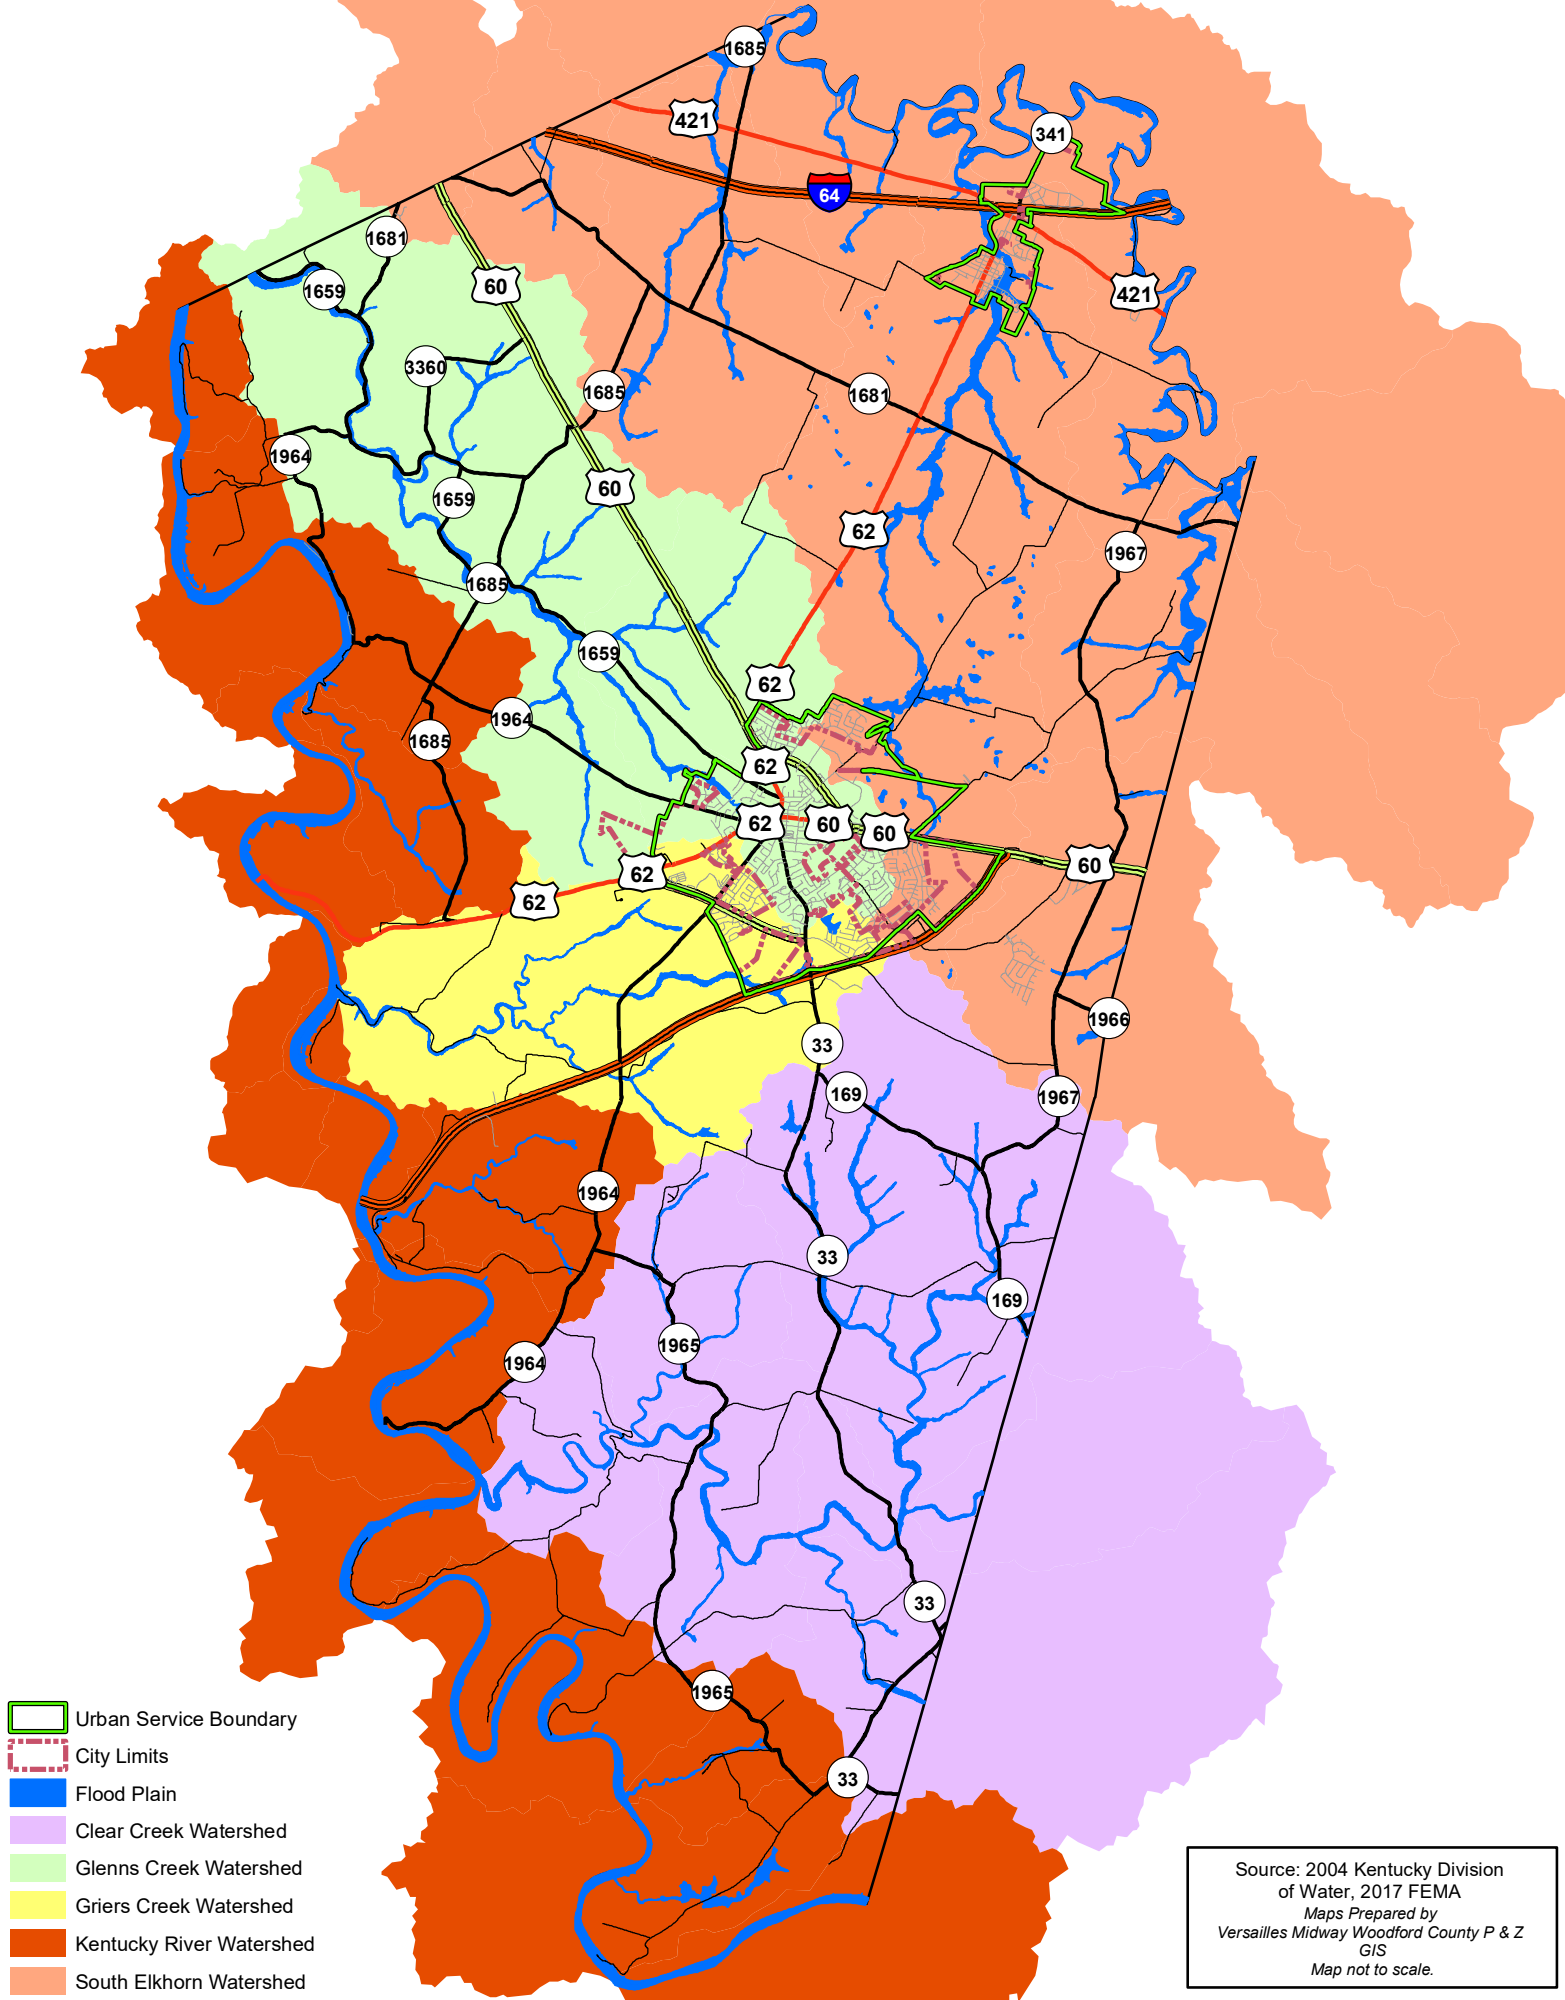 1685
421
341
64
1681
60
1659
421
3360
1685
1681
1964
60
1659
62
1967
1685
1659
62
1964
1685
62
62
60
60
60
62
62
1966
33
169
1967
1964
33
169
1965
1964
33
1965
33
Urban Service Boundary
City Limits
Flood Plain
Clear Creek Watershed
Glenns Creek Watershed
Griers Creek Watershed
Kentucky River Watershed
South Elkhorn Watershed
Source: 2004 Kentucky Division
of Water, 2017 FEMA
Maps Prepared by
Versailles Midway Woodford County P & Z
GIS
Map not to scale.